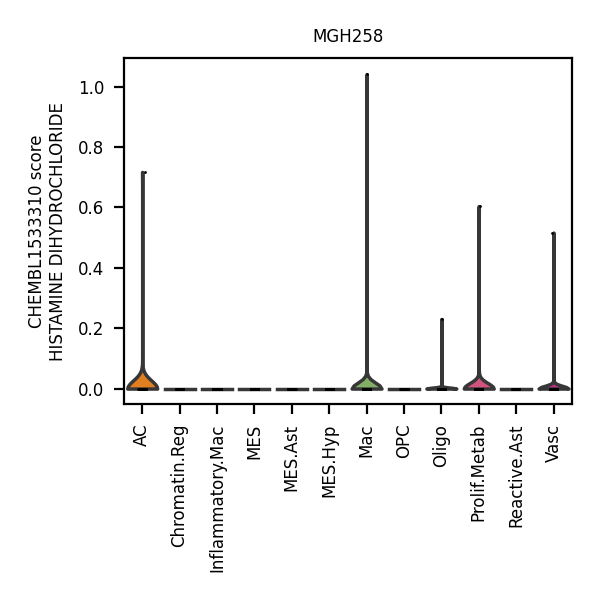 MGH258
CHEMBL1533310 score
HISTAMINE DIHYDROCHLORIDE
1.0
0.8
0.6
0.4
0.2
0.0
AC
Chromatin.Reg
Inflammatory.Mac
MES
MES.Ast
MES.Hyp
Mac
OPC
Oligo
Prolif.Metab
Reactive.Ast
Vasc